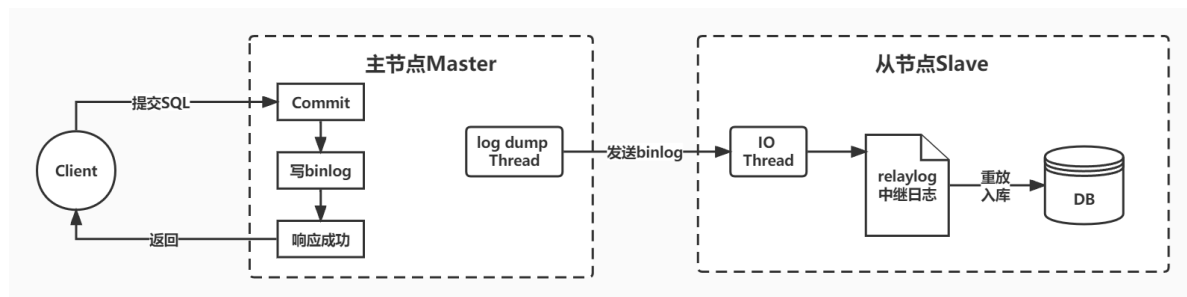 主节点Master
从节点Slave
提交SQL
Commit
Client
写binlog
返回
响应成功
log dump
Thread
发送binlog
IO
Thread
relaylog
中继日志
重放
入库
DB